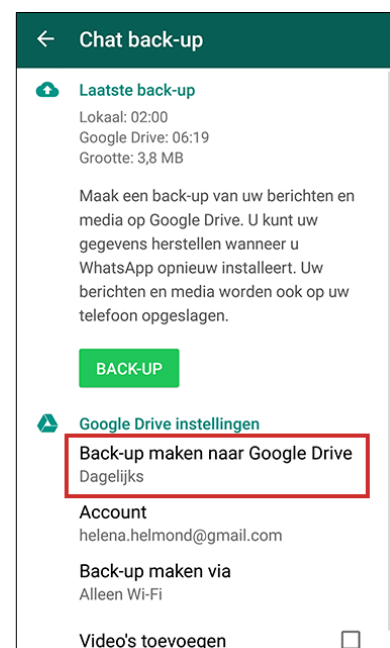 Chat back-up
Laatste back-up
Lokaal: 02:00
Google Drive: 06:19
Grootte: 3,8 MB
Maak een back-up van uw berichten en
media op Google Drive. U kunt uw
gegevens herstellen wanneer u
WhatsApp opnieuw installeert. Uw
berichten en media worden ook op uw
telefoon opgeslagen.
BACK-UP
Google Drive instellingen
Back-up maken naar Google Drive
Dagelijks
Account
helena.helmond@gmail.com
Back-up maken via
Alleen Wi-Fi
Video's toevoegen